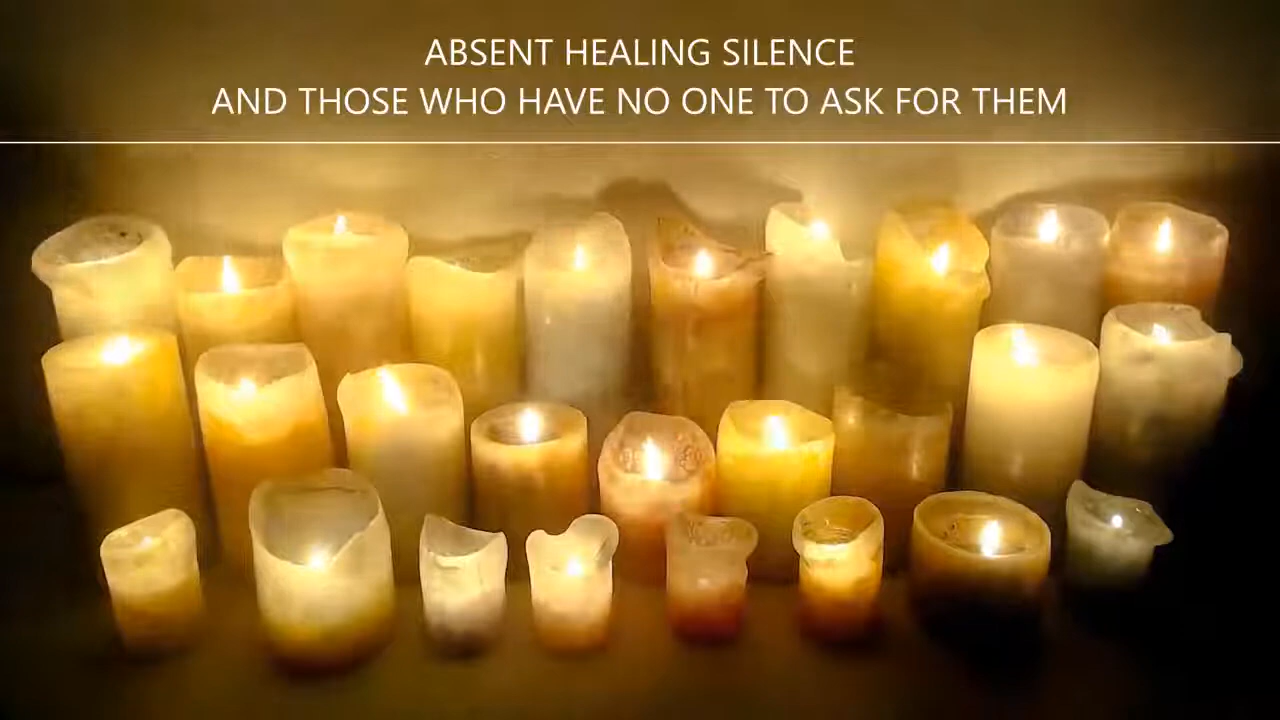 ABSENT HEALING SILENCE
AND THOSE WHO HAVE NO ONE TO ASK FOR THEM